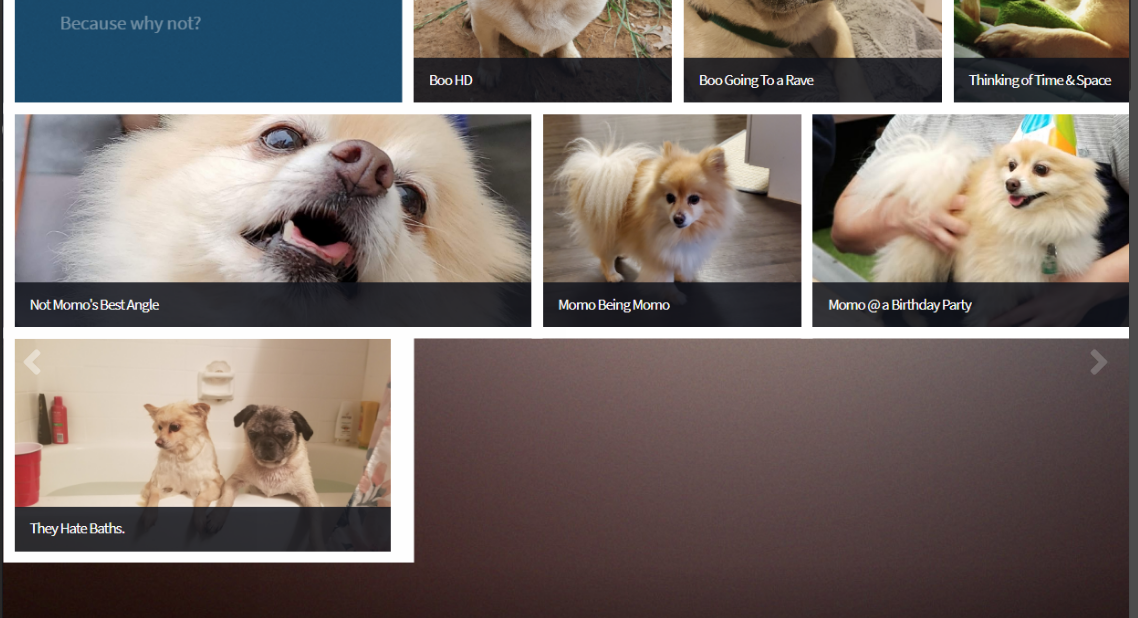 Because why not?
Boo HD
Boo Going To a Rave
Thinking of Time & Space
Not Momo's Best Angle
Momo Being Momo
Momo @ a Birthday Party
They Hate Baths.